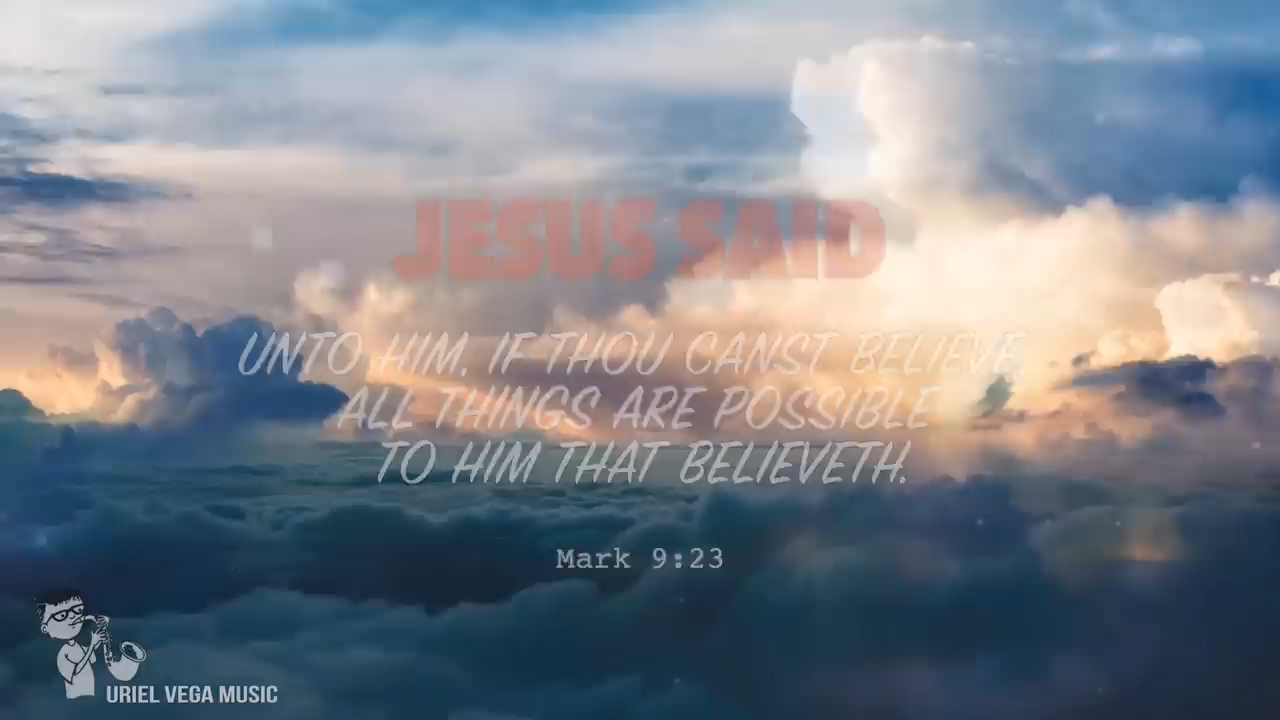 JESUS SAID
UNTO HIM, IF THOU CANST BELIEVE,
ALL THINGS ARE POSSIBLE
TO HIM THAT BELIEVETH.
Mark 9:23
URIEL VEGA MUSIC